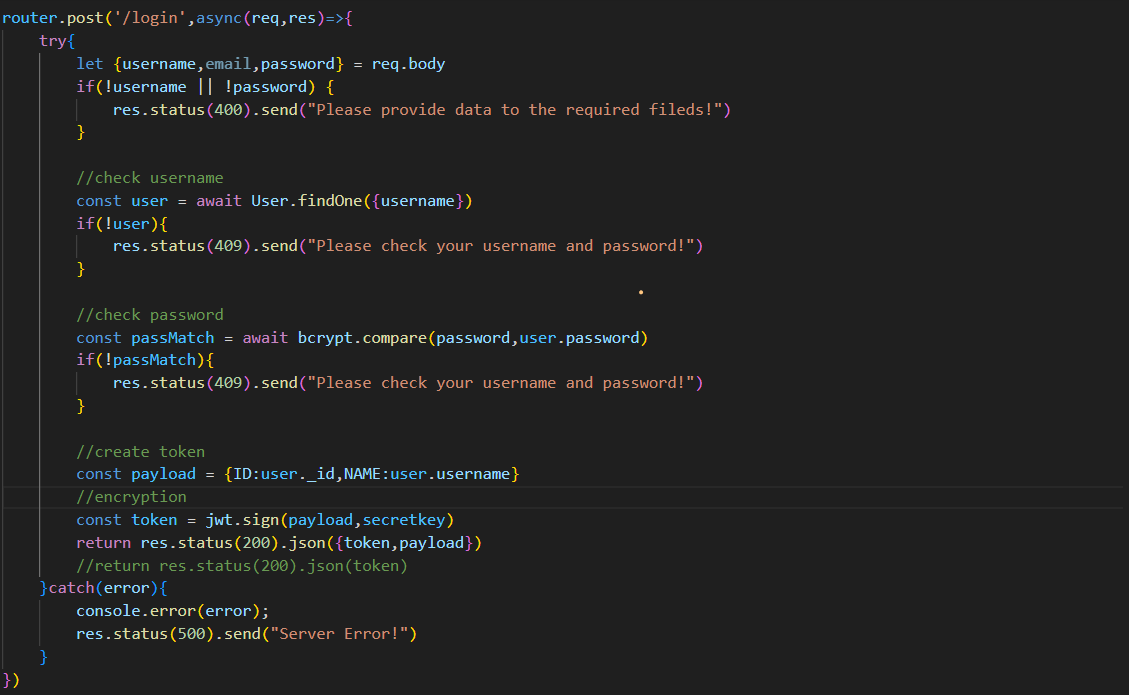 router.post('/login',async(req,res)=>{
    try{
        let {username,email,password} = req.body
        if(!username || !password) {
            res.status(400).send("Please provide data to the required fileds!")
        }

        //check username
        const user = await User.findOne({username})
        if(!user){
            res.status(409).send("Please check your username and password!")
        }

        //check password
        const passMatch = await bcrypt.compare(password,user.password)
        if(!passMatch){
            res.status(409).send("Please check your username and password!")
        }

        //create token
        const payload = {ID:user._id,NAME:user.username}
        //encryption
        const token = jwt.sign(payload,secretkey)
        return res.status(200).json({token,payload})
        //return res.status(200).json(token)
    }catch(error){
        console.error(error);
        res.status(500).send("Server Error!")
    }
})